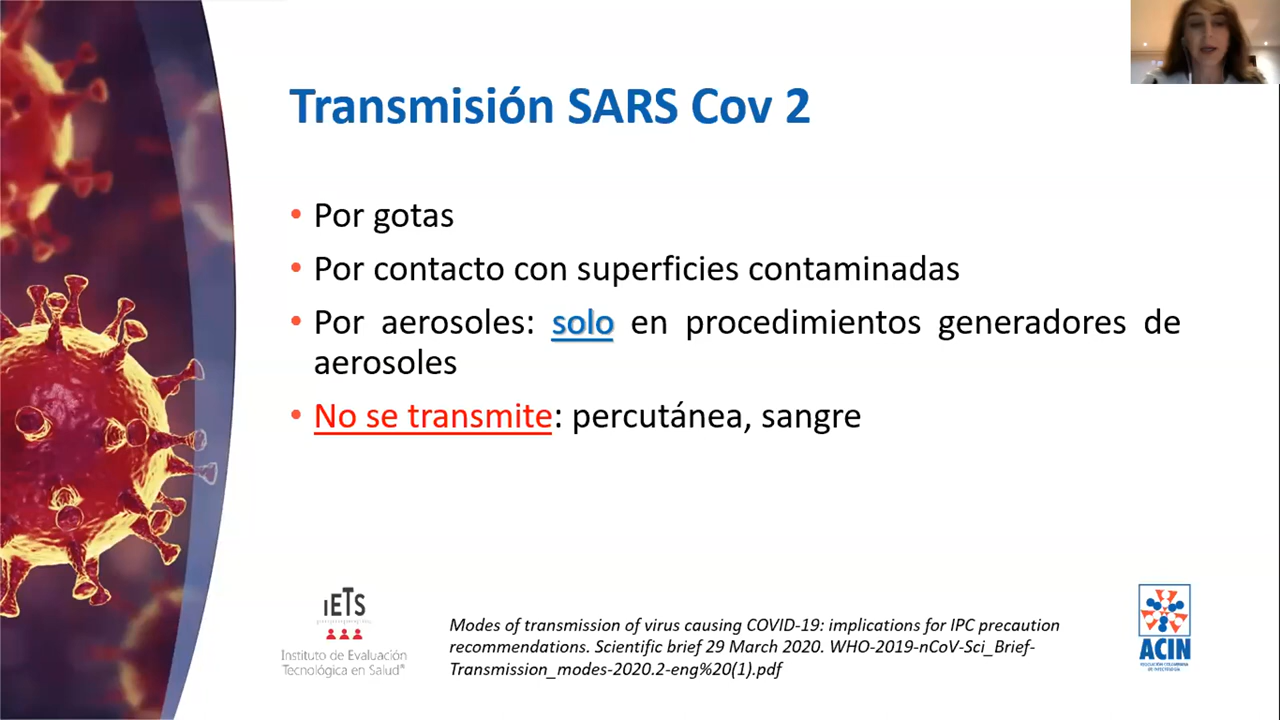 Transmisión SARS Cov 2
• Por gotas
• Por contacto con superficies contaminadas
• Por aerosoles: solo en procedimientos generadores de
aerosoles
• No se transmite: percutánea, sangre
IETS
Instituto de Evaluación
Tecnológica en Salud®
Modes of transmission of virus causing COVID-19: implications for IPC precaution
recommendations. Scientific brief 29 March 2020. WHO-2019-nCoV-Sci_Brief-
Transmission_modes-2020.2-eng%20(1).pdf
ACIN